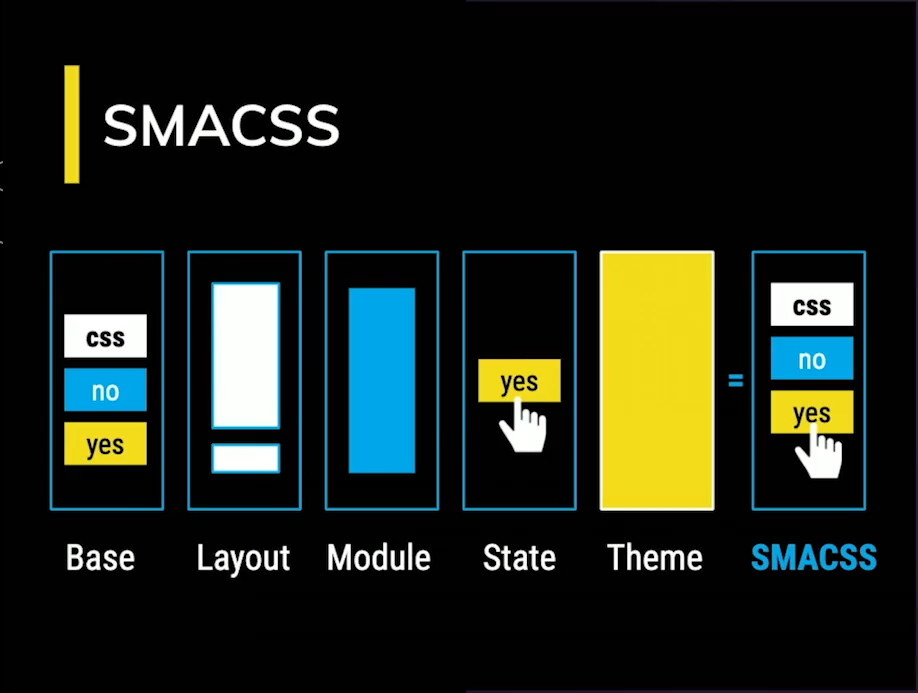 SMACSS
css
no
yes
yes
=
css
no
yes
Base
Layout
Module
State
Theme
SMACSS